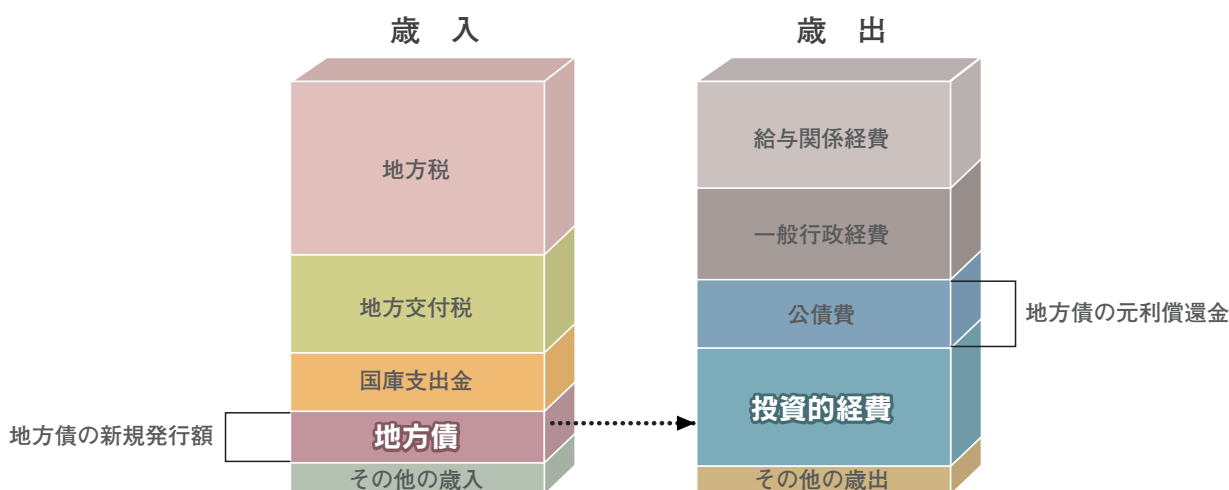 歳 入
地方税
地方交付税
国庫支出金
地方債
その他の歳入
地方債の新規発行額
歳 出
給与関係経費
一般行政経費
公債費
投資的経費
その他の歳出
地方債の元利償還金